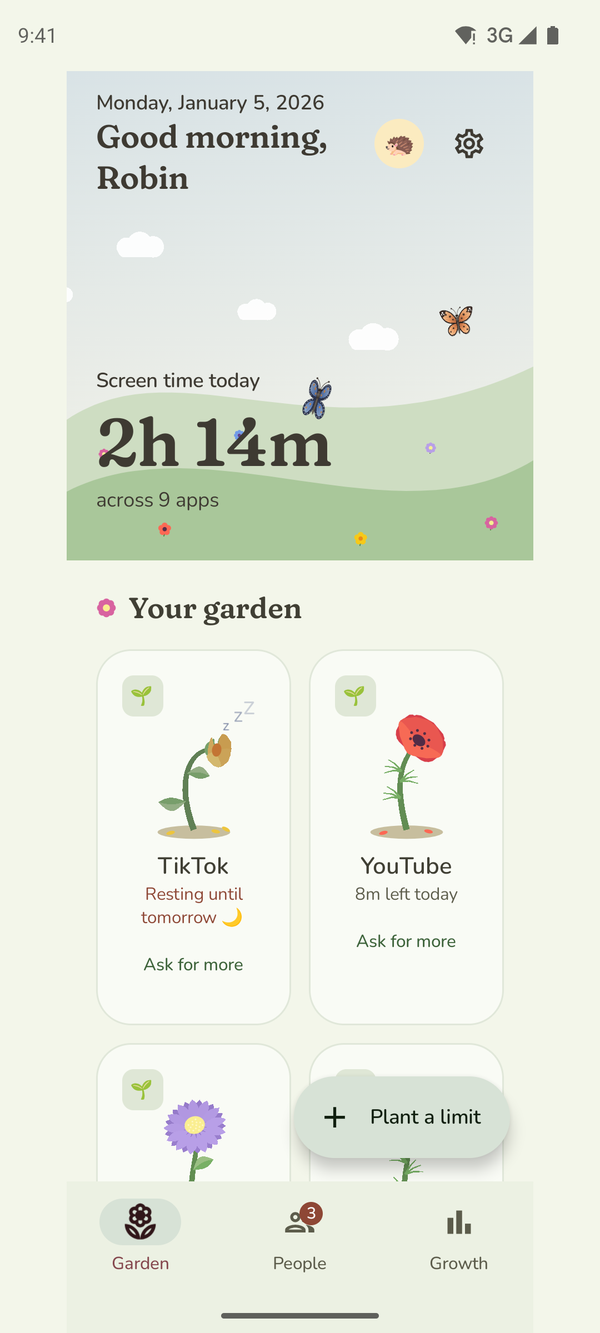 9:41
3G
Monday, January 5, 2026
Good morning,
Robin
Screen time today
2h 14m
across 9 apps
Your garden
z z Z
TikTok
Resting until
tomorrow 🌙
Ask for more
YouTube
8m left today
Ask for more
+ Plant a limit
3
Garden
People
Growth